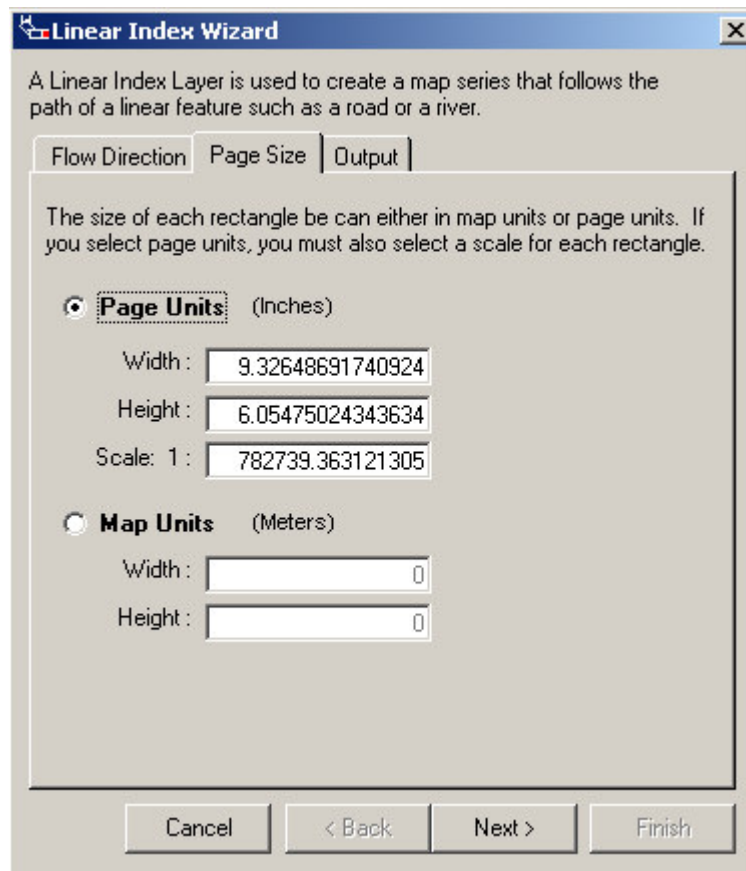 Linear Index Wizard
A Linear Index Layer is used to create a map series that follows the
path of a linear feature such as a road or a river.
Flow Direction Page Size Output
The size of each rectangle be can either in map units or page units. If
you select page units, you must also select a scale for each rectangle.
Page Units (Inches)
Width : 9.32648691740924
Height : 6.05475024343634
Scale: 1 : 782739.363121305
Map Units (Meters)
Width : 0
Height : 0
Cancel < Back Next > Finish